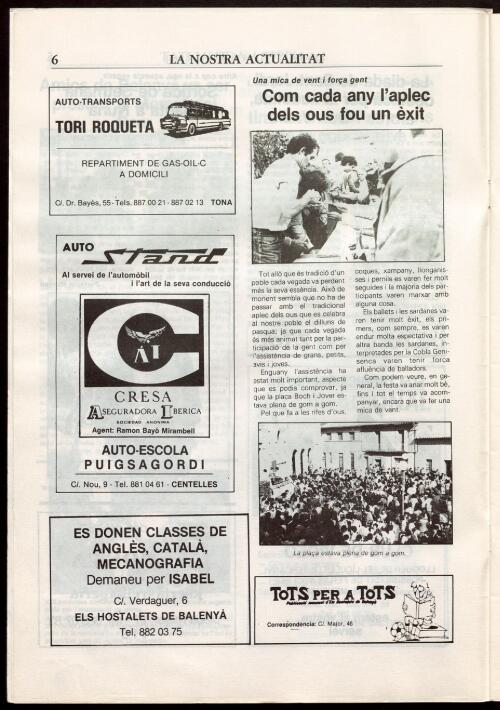 6
LA NOSTRA ACTUALITAT
AUTO-TRANSPORTS
TORI ROQUETA
REPARTIMENT DE GAS-OIL-C
A DOMICILI
C/. Dr. Bayés, 55 - Tels. 887 00 21 - 887 02 13 TONA
AUTO
Stand
Al servei de l'automòbil
i l'art de la seva conducció
AI
CRESA
ASEGURADORA IBERICA
SOCIEDAD ANONIMA
Agent: Ramon Bayó Mirambell
AUTO-ESCOLA
PUIGSAGORDI
C/. Nou, 9 - Tel. 881 04 61 - CENTELLES
ES DONEN CLASSES DE
ANGLÈS, CATALÀ,
MECANOGRAFIA
Demaneu per ISABEL
C/. Verdaguer, 6
ELS HOSTALETS DE BALENYÀ
Tel. 882 03 75
Una mica de vent i força gent
Com cada any l'aplec
dels ous fou un èxit
Tot allò que és tradició d'un
poble cada vegada va perdent
més la seva essència. Això de
moment sembla que no ha de
passar amb el tradicional
aplec dels ous que es celebra
al nostre poble el dilluns de
pasqua; ja que cada vegada
és més animat tant per la par-
ticipació de la gent com per
l'assistència de grans, petits,
avis i joves.
Enguany l'assistència ha
estat molt important, aspecte
que es podia comprovar, ja
que la plaça Boch i Jover es-
tava plena de gom a gom.
Pel que fa a les rifes d'ous,
coques, xampany, llonganis-
ses i pernils es varen fer molt
seguides i la majoria dels par-
ticipants varen marxar amb
alguna cosa.
Els ballets i les sardanes va-
ren tenir molt èxit, els pri-
mers, com sempre, es varen
endur molta espectativa i per
altra banda les sardanes, in-
terpretades per la Cobla Geni-
senca varen tenir força
afluència de balladors.
Com podem veure, en ge-
neral, la festa va anar molt bé,
fins i tot el temps va acom-
panyar, encara que va fer una
mica de vent.
La plaça estava plena de gom a gom.
TOTS PER A TOTS
Correspondència: C/. Major, 46